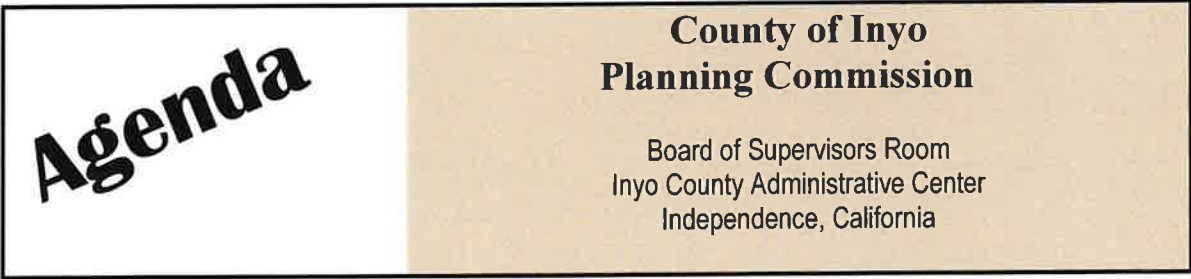 Agenda
County of Inyo
Planning Commission
Board of Supervisors Room
Inyo County Administrative Center
Independence, California